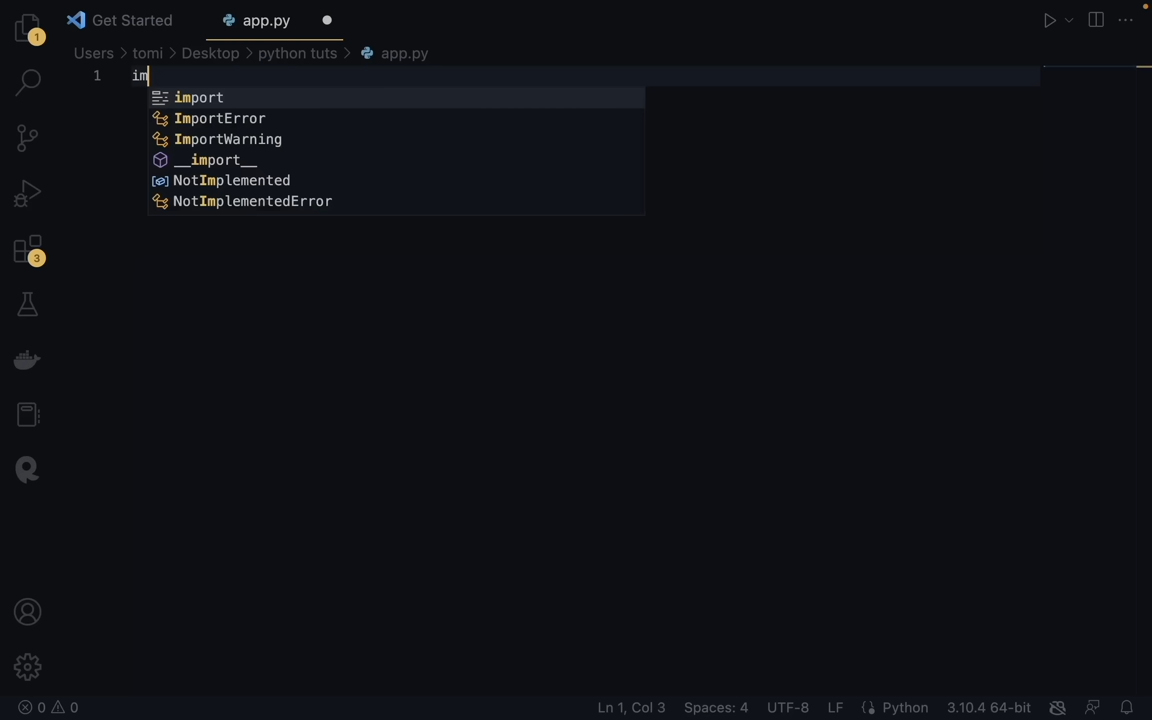 Get Started
app.py
Users > tomi > Desktop > python tuts > app.py
1 im
import
ImportError
ImportWarning
__import__
NotImplemented
NotImplementedError
1
3
0 0
Ln 1, Col 3 Spaces: 4 UTF-8 LF Python 3.10.4 64-bit